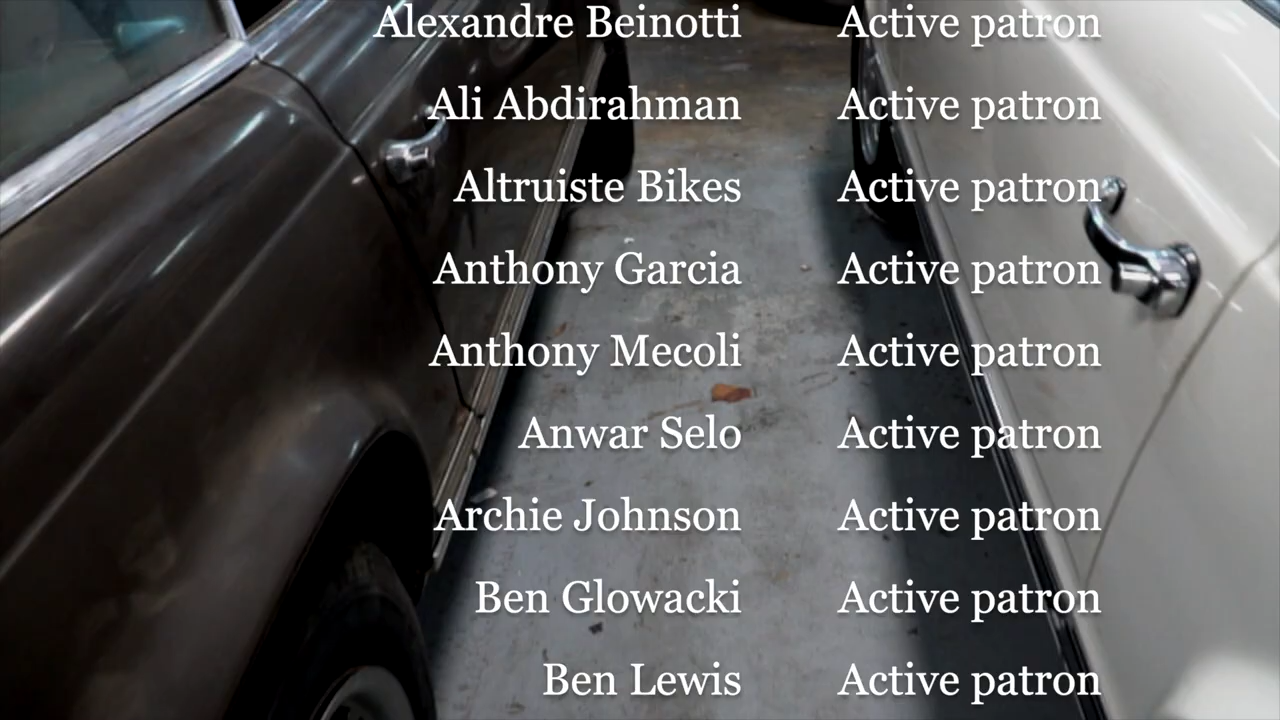 Alexandre Beinotti Active patron
Ali Abdirahman Active patron
Altruiste Bikes Active patron
Anthony Garcia Active patron
Anthony Mecoli Active patron
Anwar Selo Active patron
Archie Johnson Active patron
Ben Glowacki Active patron
Ben Lewis Active patron